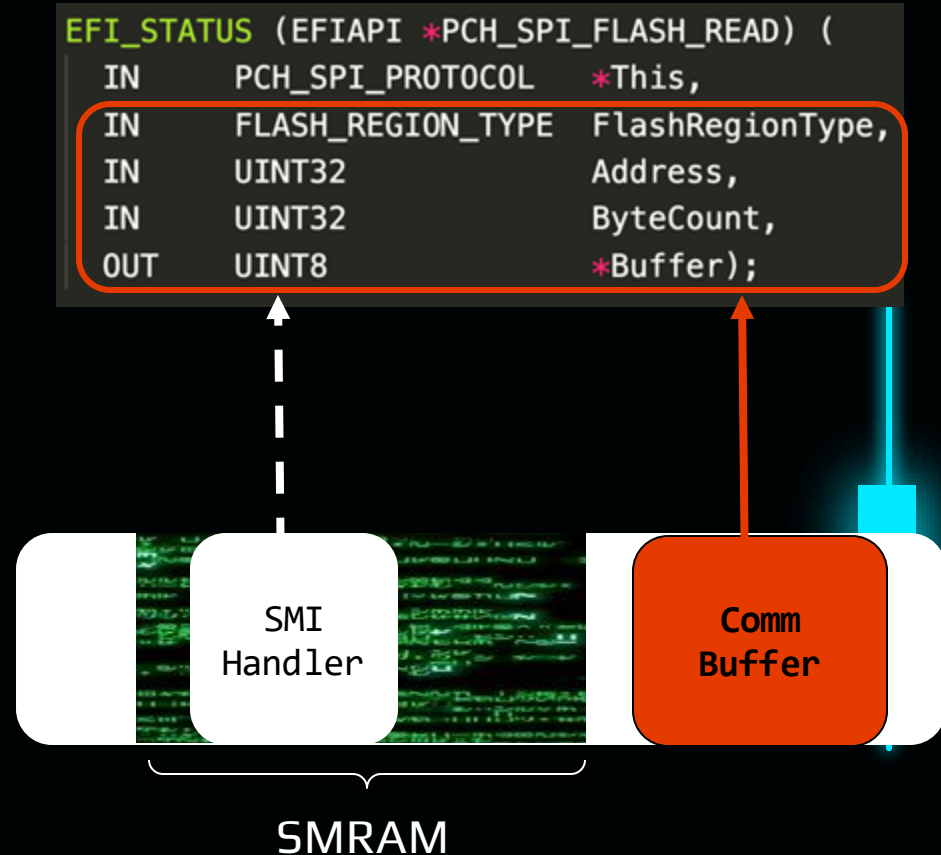 EFI_STATUS (EFIAPI *PCH_SPI_FLASH_READ) (
IN PCH_SPI_PROTOCOL *This,
IN FLASH_REGION_TYPE FlashRegionType,
IN UINT32 Address,
IN UINT32 ByteCount,
OUT UINT8 *Buffer);
SMI
Handler
Comm
Buffer
SMRAM